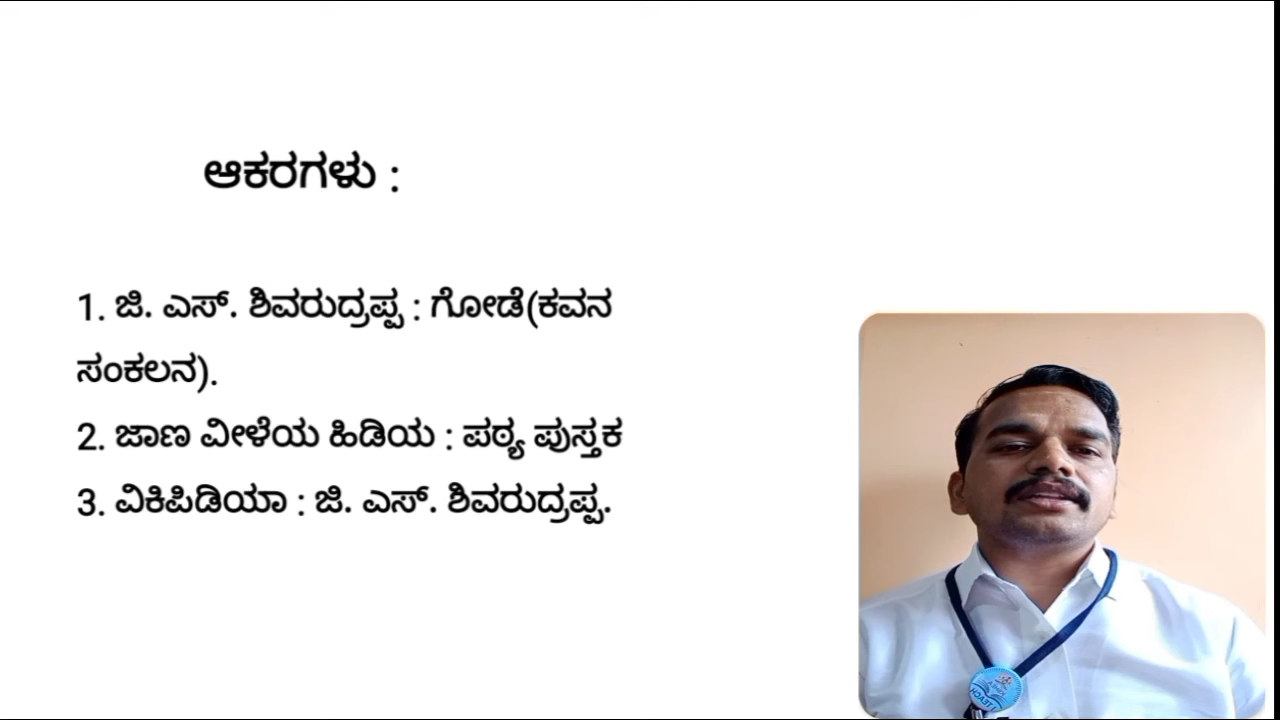 ಆಕರಗಳು :
1. ಜಿ. ಎಸ್. ಶಿವರುದ್ರಪ್ಪ : ಗೋಡೆ(ಕವನ
ಸಂಕಲನ).
2. ಜಾಣ ವೀಳೆಯ ಹಿಡಿಯ : ಪಠ್ಯ ಪುಸ್ತಕ
3. ವಿಕಿಪಿಡಿಯಾ : ಜಿ. ಎಸ್. ಶಿವರುದ್ರಪ್ಪ.